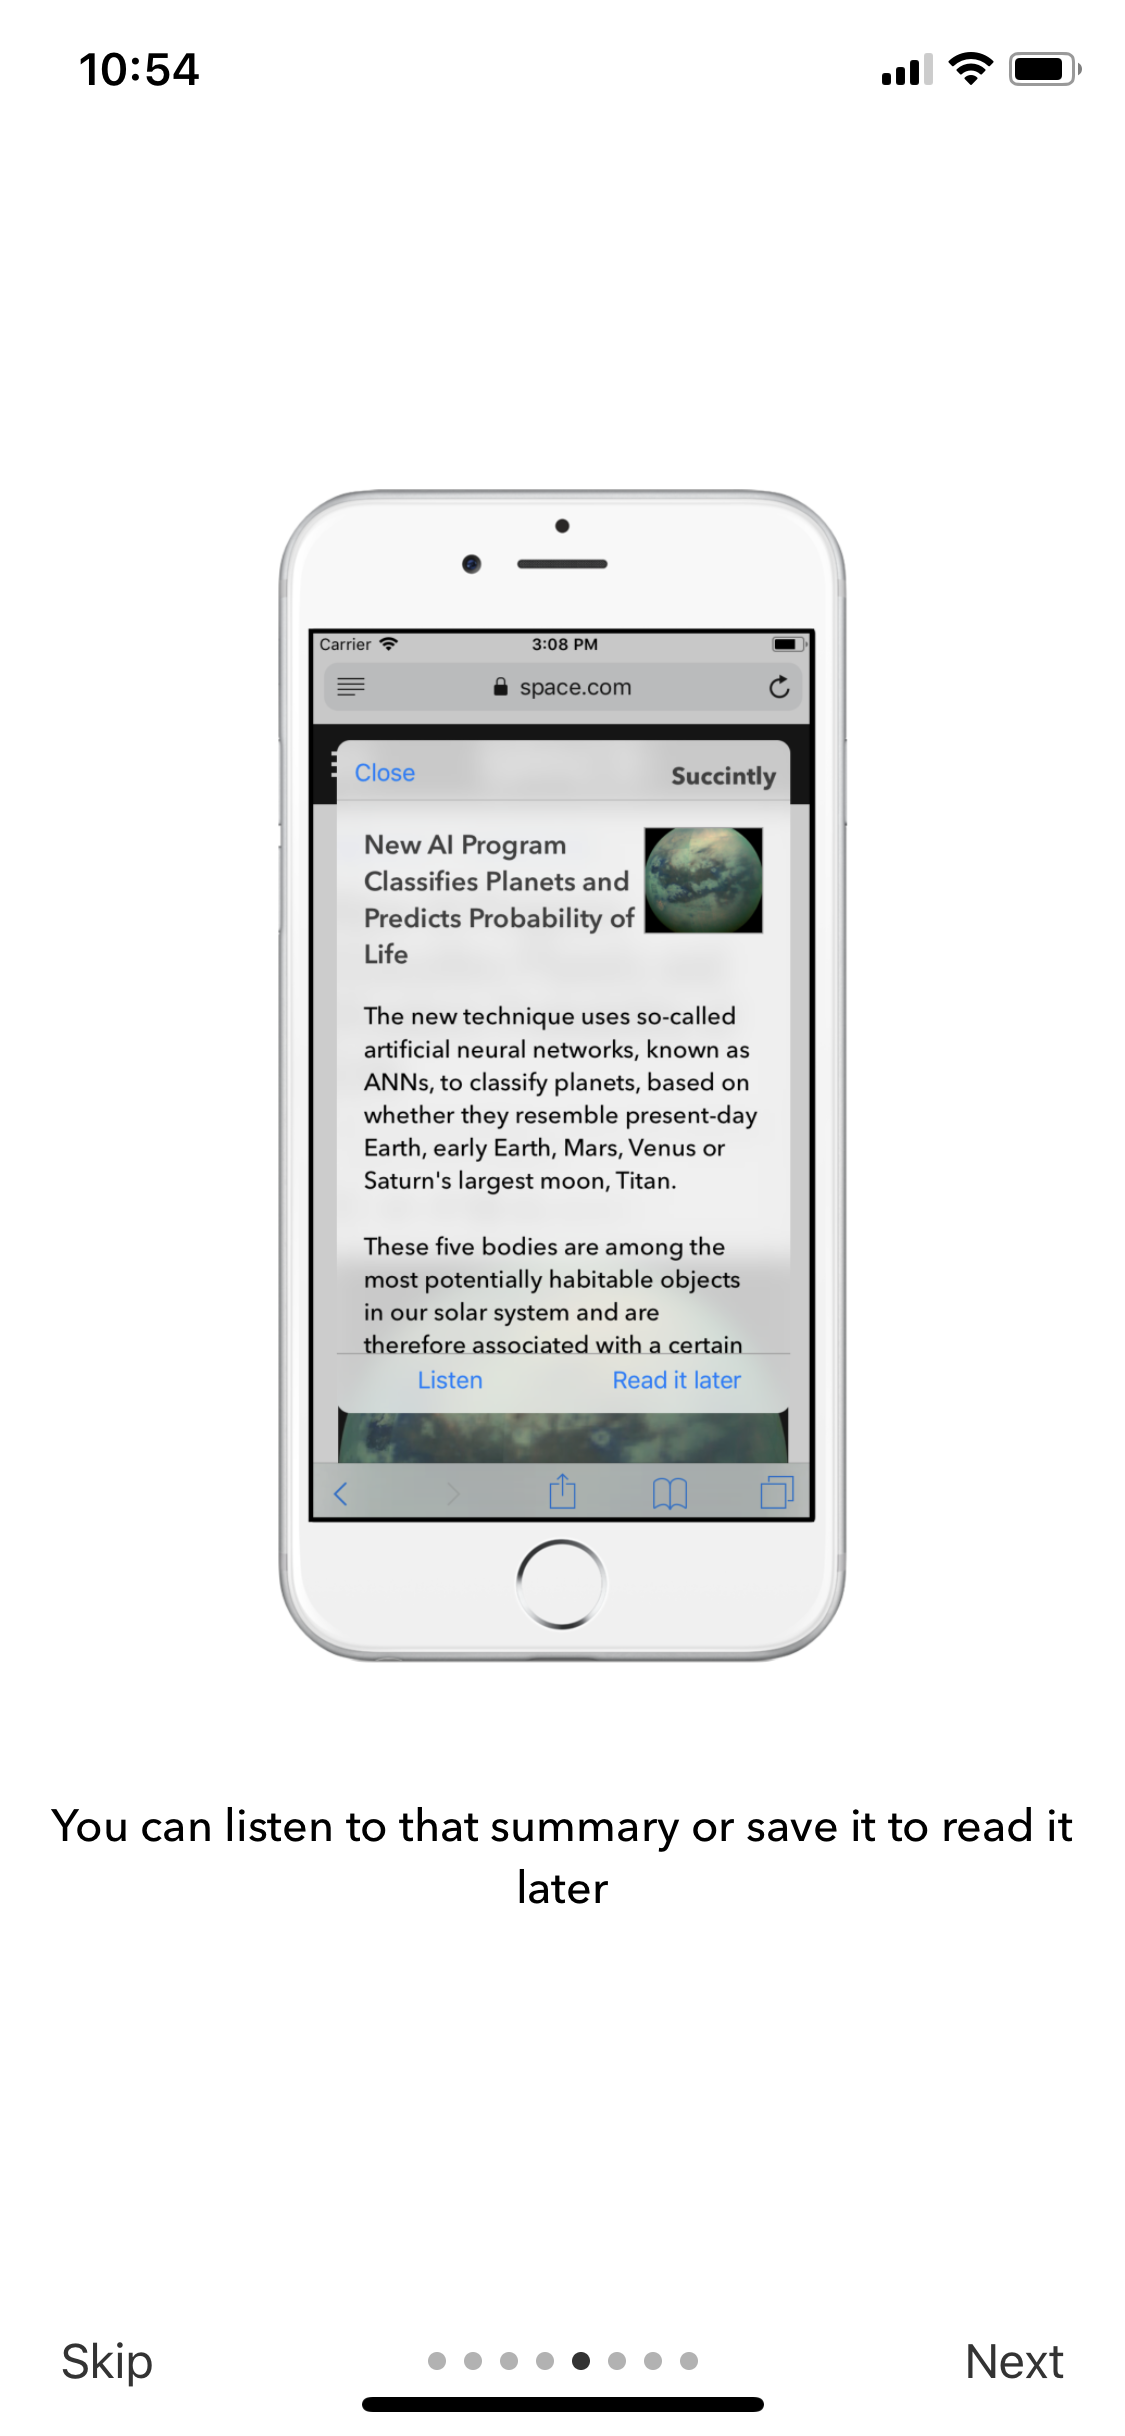 10:54
Carrier 3:08 PM
space.com
Close Succintly
New AI Program
Classifies Planets and
Predicts Probability of
Life
The new technique uses so-called
artificial neural networks, known as
ANNs, to classify planets, based on
whether they resemble present-day
Earth, early Earth, Mars, Venus or
Saturn's largest moon, Titan.
These five bodies are among the
most potentially habitable objects
in our solar system and are
therefore associated with a certain
Listen Read it later
You can listen to that summary or save it to read it
later
Skip Next